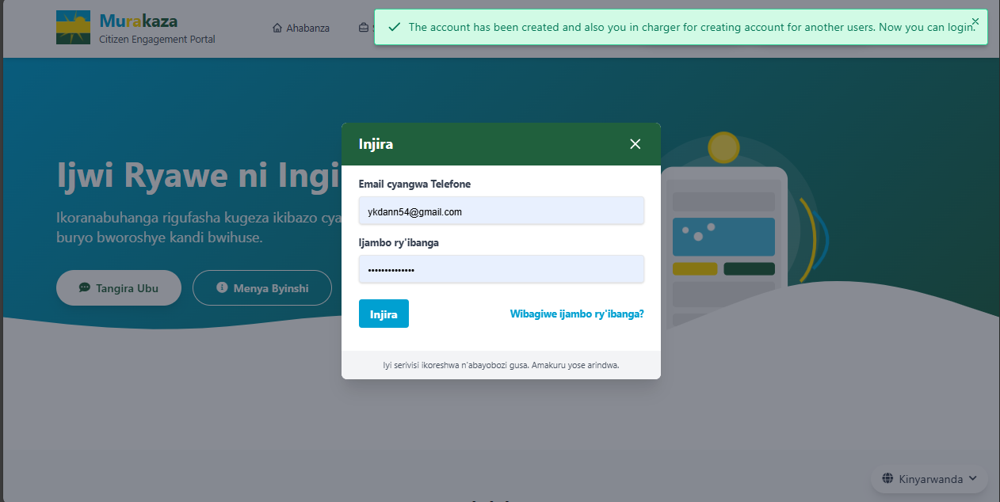 Murakaza
Citizen Engagement Portal
Ahabanza
The account has been created and also you in charger for creating account for another users. Now you can login.
Injira
Email cyangwa Telefone
ykdann54@gmail.com
Ijambo ry'ibanga
Injira
Wibagiwe ijambo ry'ibanga?
Iyi serivisi ikoreshwa n'abayobozi gusa. Amakuru yose arindwa.
Ijwi Ryawe ni
Ikoranabuhanga rigufasha kugeza ikibazo
buryo bworoshye kandi bwihuse.
Tangira Ubu
Menya Byinshi
Kinyarwanda